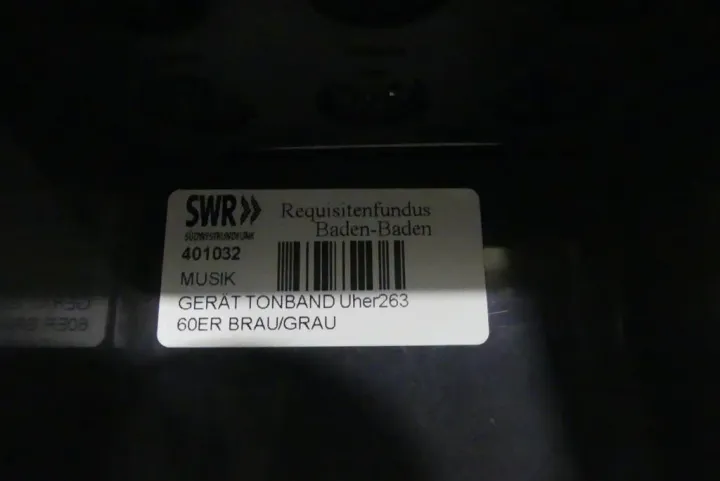 SWR»
SÜDWESTRUNDFUNK
Requisitenfundus
Baden-Baden
401032
MUSIK
GERÄT TONBAND Uher263
60ER BRAU/GRAU